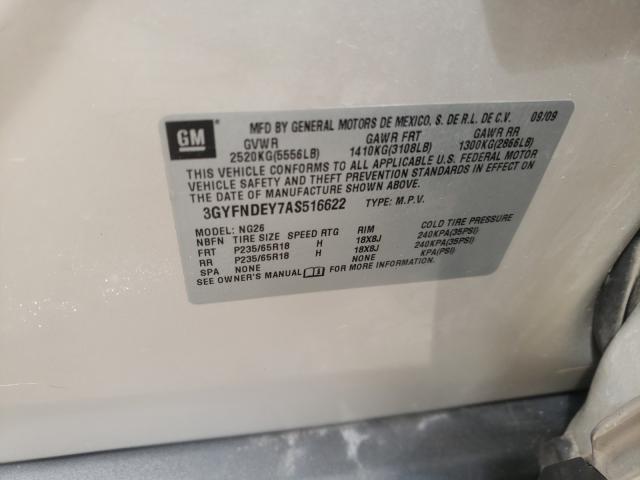 GM
MFD BY GENERAL MOTORS DE MEXICO, S. DE R.L. DE C.V. 09/09
GVWR GAWR FRT GAWR RR
2520KG(5556LB) 1410KG(3108LB) 1300KG(2866LB)
THIS VEHICLE CONFORMS TO ALL APPLICABLE U.S. FEDERAL MOTOR
VEHICLE SAFETY AND THEFT PREVENTION STANDARDS IN EFFECT ON
THE DATE OF MANUFACTURE SHOWN ABOVE.
3GYFNDEY7AS516622 TYPE: M.P.V.
MODEL: NG26
NBFN TIRE SIZE SPEED RTG RIM COLD TIRE PRESSURE
FRT P235/65R18 H 18X8J 240KPA(35PSI)
RR P235/65R18 H 18X8J 240KPA(35PSI)
SPA NONE NONE KPA(PSI)
SEE OWNER'S MANUAL FOR MORE INFORMATION.